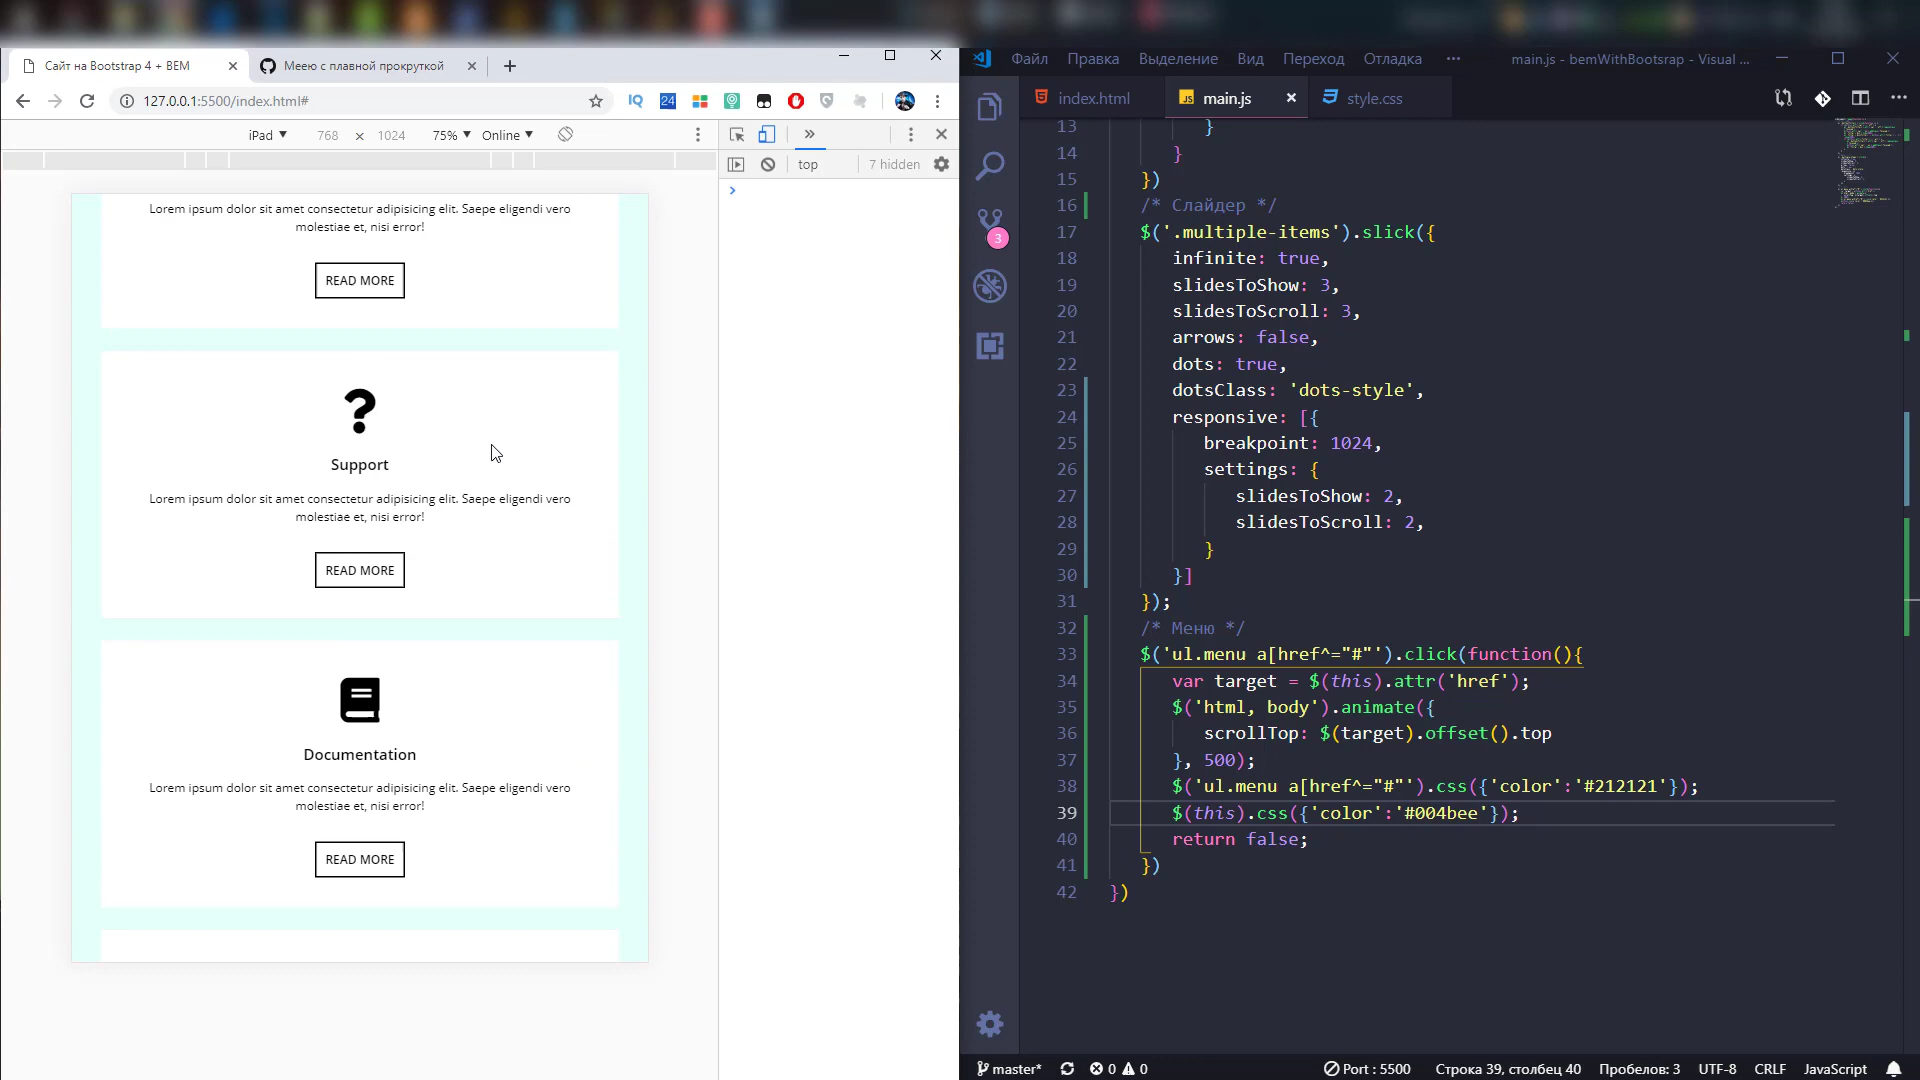 Сайт на Bootstrap 4 + BEM
Меею с плавной прокруткой
127.0.0.1:5500/index.html#
IQ
24
iPad
768
×
1024
75%
Online
top
7 hidden
Lorem ipsum dolor sit amet consectetur adipisicing elit. Saepe eligendi vero
molestiae et, nisi error!
READ MORE
Support
Lorem ipsum dolor sit amet consectetur adipisicing elit. Saepe eligendi vero
molestiae et, nisi error!
READ MORE
Documentation
Lorem ipsum dolor sit amet consectetur adipisicing elit. Saepe eligendi vero
molestiae et, nisi error!
READ MORE
Файл Правка Выделение Вид Переход Отладка ··· main.js - bemWithBootsrap - Visual ...
index.html
JS main.js
style.css
3
13 }
14 }
15 })
16 /* Слайдер */
17 $('.multiple-items').slick({
18 infinite: true,
19 slidesToShow: 3,
20 slidesToScroll: 3,
21 arrows: false,
22 dots: true,
23 dotsClass: 'dots-style',
24 responsive: [{
25 breakpoint: 1024,
26 settings: {
27 slidesToShow: 2,
28 slidesToScroll: 2,
29 }
30 }]
31 });
32 /* Меню */
33 $('ul.menu a[href^="#"').click(function(){
34 var target = $(this).attr('href');
35 $('html, body').animate({
36 scrollTop: $(target).offset().top
37 }, 500);
38 $('ul.menu a[href^="#"').css({'color':'#212121'});
39 $(this).css({'color':'#004bee'});
40 return false;
41 })
42 })
master* 0 0 Port : 5500 Строка 39, столбец 40 Пробелов: 3 UTF-8 CRLF JavaScript